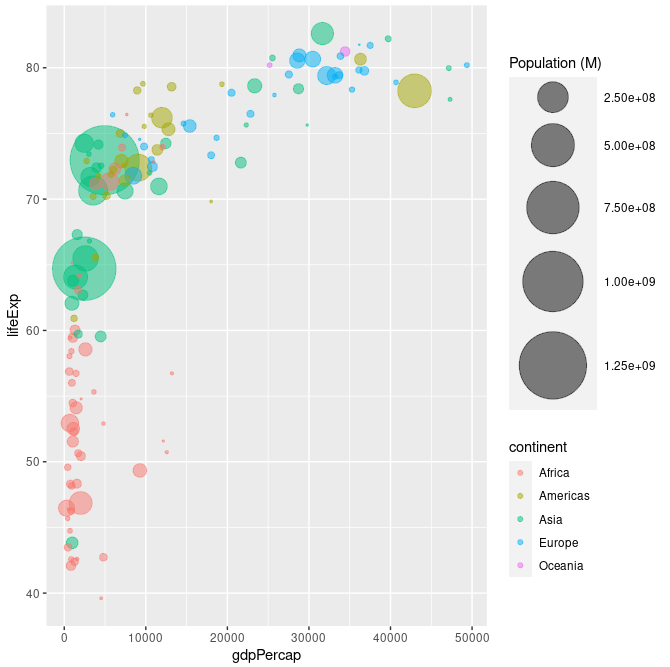 80
70
60
50
40
lifeExp
0 10000 20000 30000 40000 50000
gdpPercap
Population (M)
2.50e+08
5.00e+08
7.50e+08
1.00e+09
1.25e+09
continent
Africa
Americas
Asia
Europe
Oceania